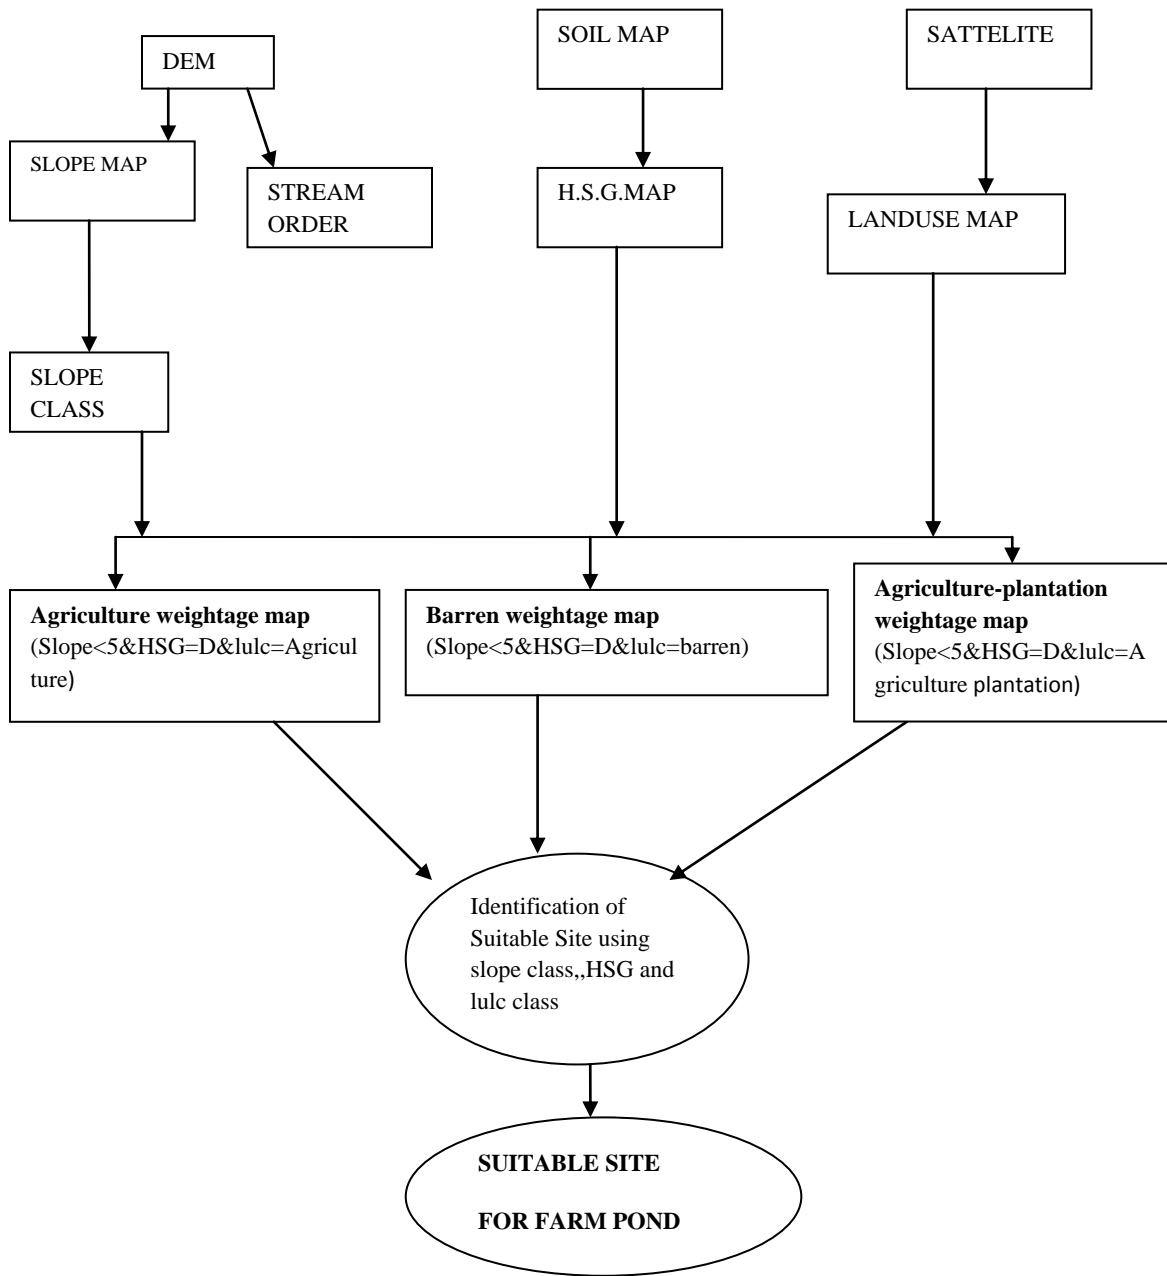 SOIL MAP
SATTELITE
DEM
SLOPE MAP
STREAM
ORDER
H.S.G.MAP
LANDUSE MAP
SLOPE
CLASS
Agriculture weightage map
(Slope<5&HSG=D&lulc=Agricul
ture)
Barren weightage map
(Slope<5&HSG=D&lulc=barren)
Agriculture-plantation
weightage map
(Slope<5&HSG=D&lulc=A
griculture plantation)
Identification of
Suitable Site using
slope class,,HSG and
lulc class
SUITABLE SITE
FOR FARM POND